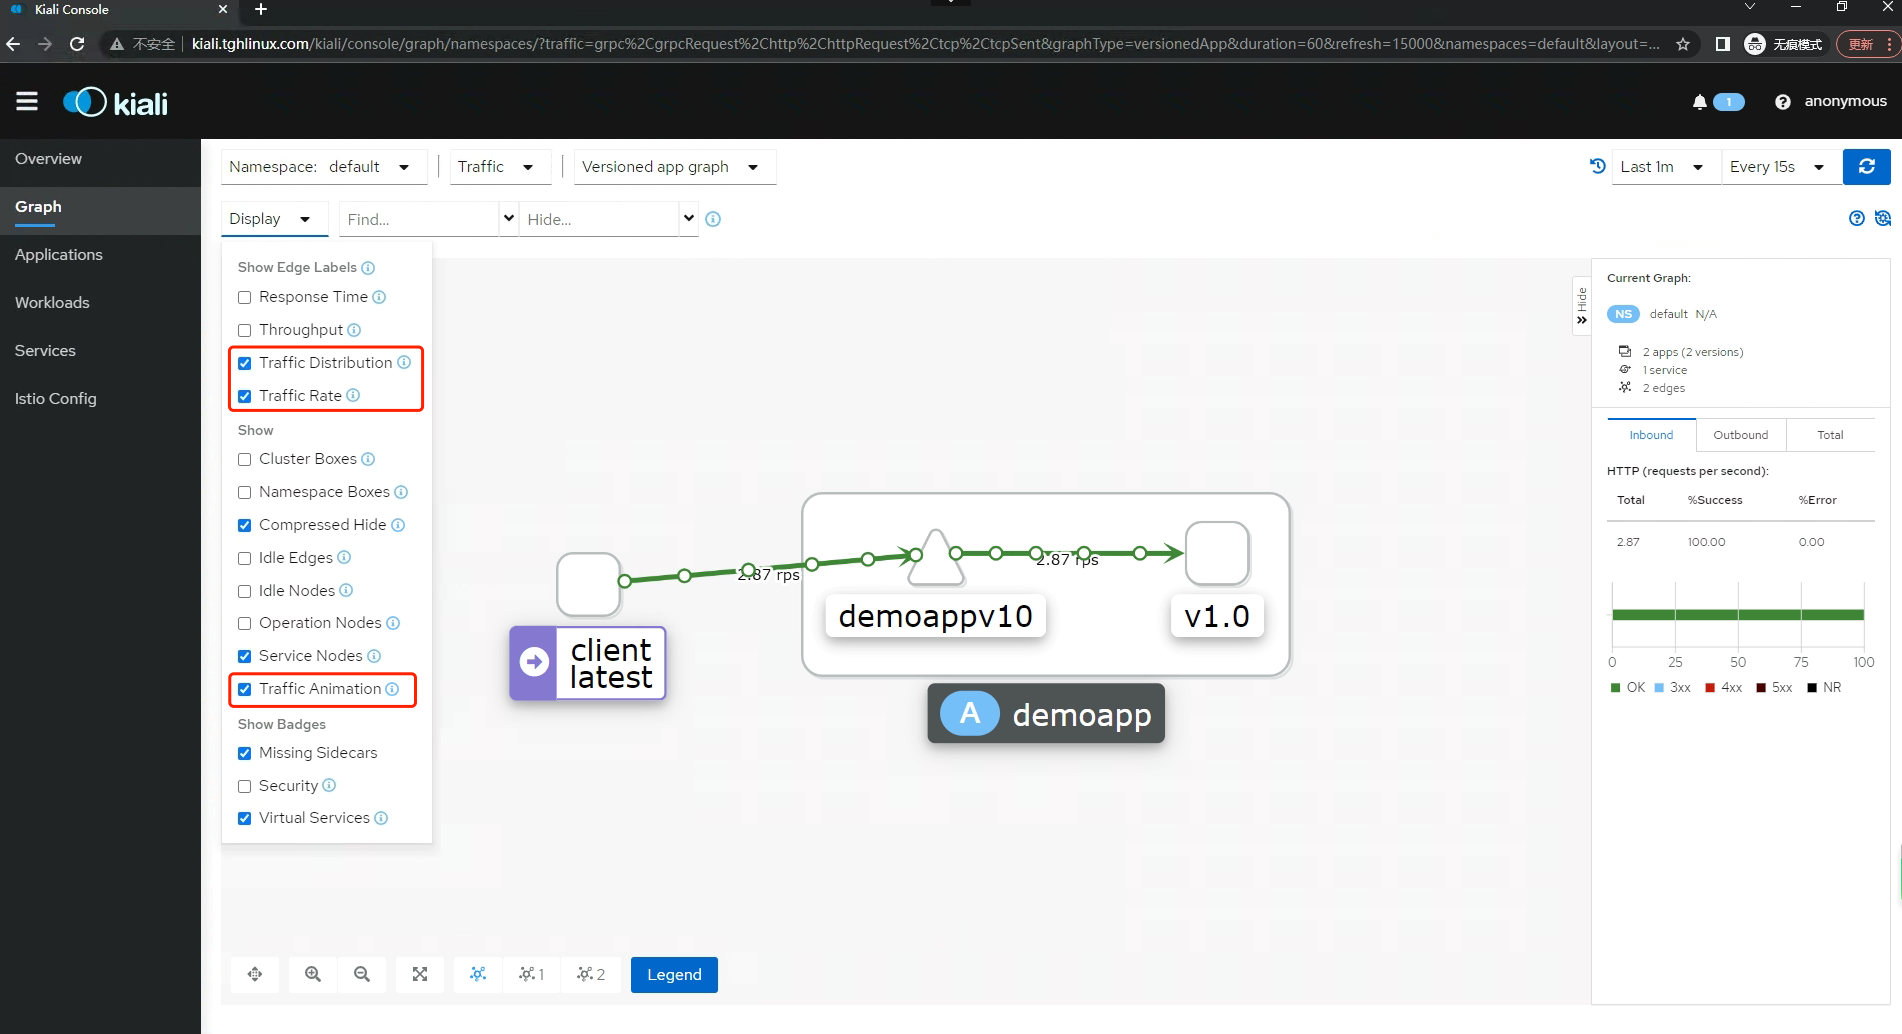 Kiali Console
不安全
kiali.tghlinux.com/kiali/console/graph/namespaces/?traffic=grpc%2CgrpcRequest%2Chttp%2ChttpRequest%2Ctcp%2CtcpSent&graphType=versionedApp&duration=60&refresh=15000&namespaces=default&layout=...
无痕模式
更新
kiali
1
anonymous
Overview
Graph
Applications
Workloads
Services
Istio Config
Namespace: default
Traffic
Versioned app graph
Last 1m
Every 15s
Display
Find...
Hide...
Show Edge Labels
Response Time
Throughput
Traffic Distribution
Traffic Rate
Show
Cluster Boxes
Namespace Boxes
Compressed Hide
Idle Edges
Idle Nodes
Operation Nodes
Service Nodes
Traffic Animation
Show Badges
Missing Sidecars
Security
Virtual Services
2.87 rps
2.87 rps
client
latest
demoappv10
v1.0
A demoapp
1
2
Legend
Hide
Current Graph:
NS default N/A
2 apps (2 versions)
1 service
2 edges
Inbound
Outbound
Total
HTTP (requests per second):
Total %Success %Error
2.87 100.00 0.00
0 25 50 75 100
OK 3xx 4xx 5xx NR